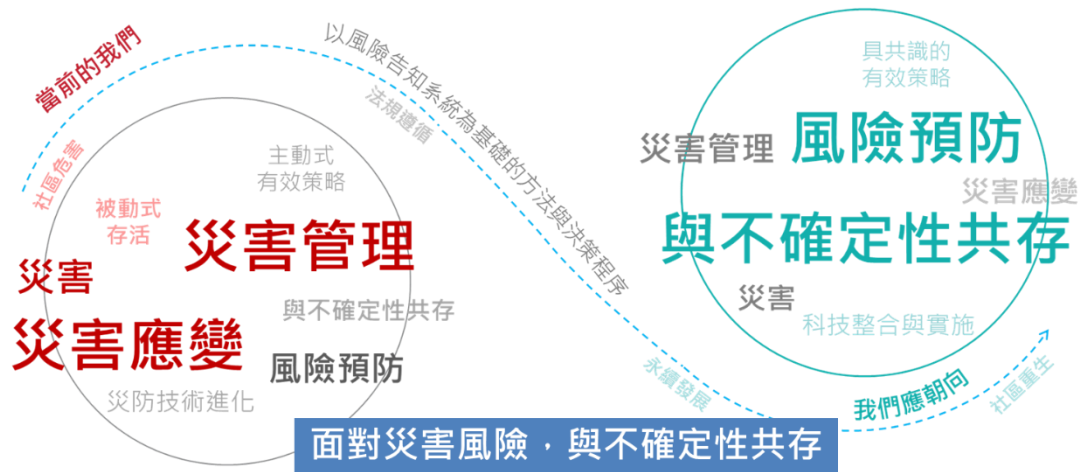 當前的我們
社區危害
主動式
有效策略
被動式
存活
災害管理
災害
與不確定性共存
災害應變
風險預防
災防技術進化
以風險告知系統為基礎的方法與決策程序
法規遵循
永續發展
具共識的
有效策略
災害管理
風險預防
災害應變
與不確定性共存
災害
科技整合與實施
我們應朝向
社區重生
面對災害風險，與不確定性共存